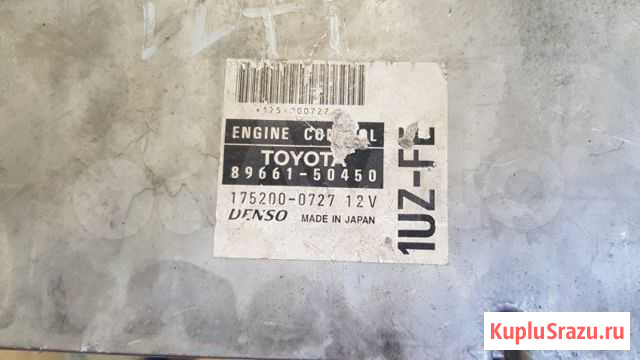 ENGINE CONTROL
TOYOTA
89661-50450
175200-0727 12V
DENSO MADE IN JAPAN
1UZ-FE
KupluSrazu.ru